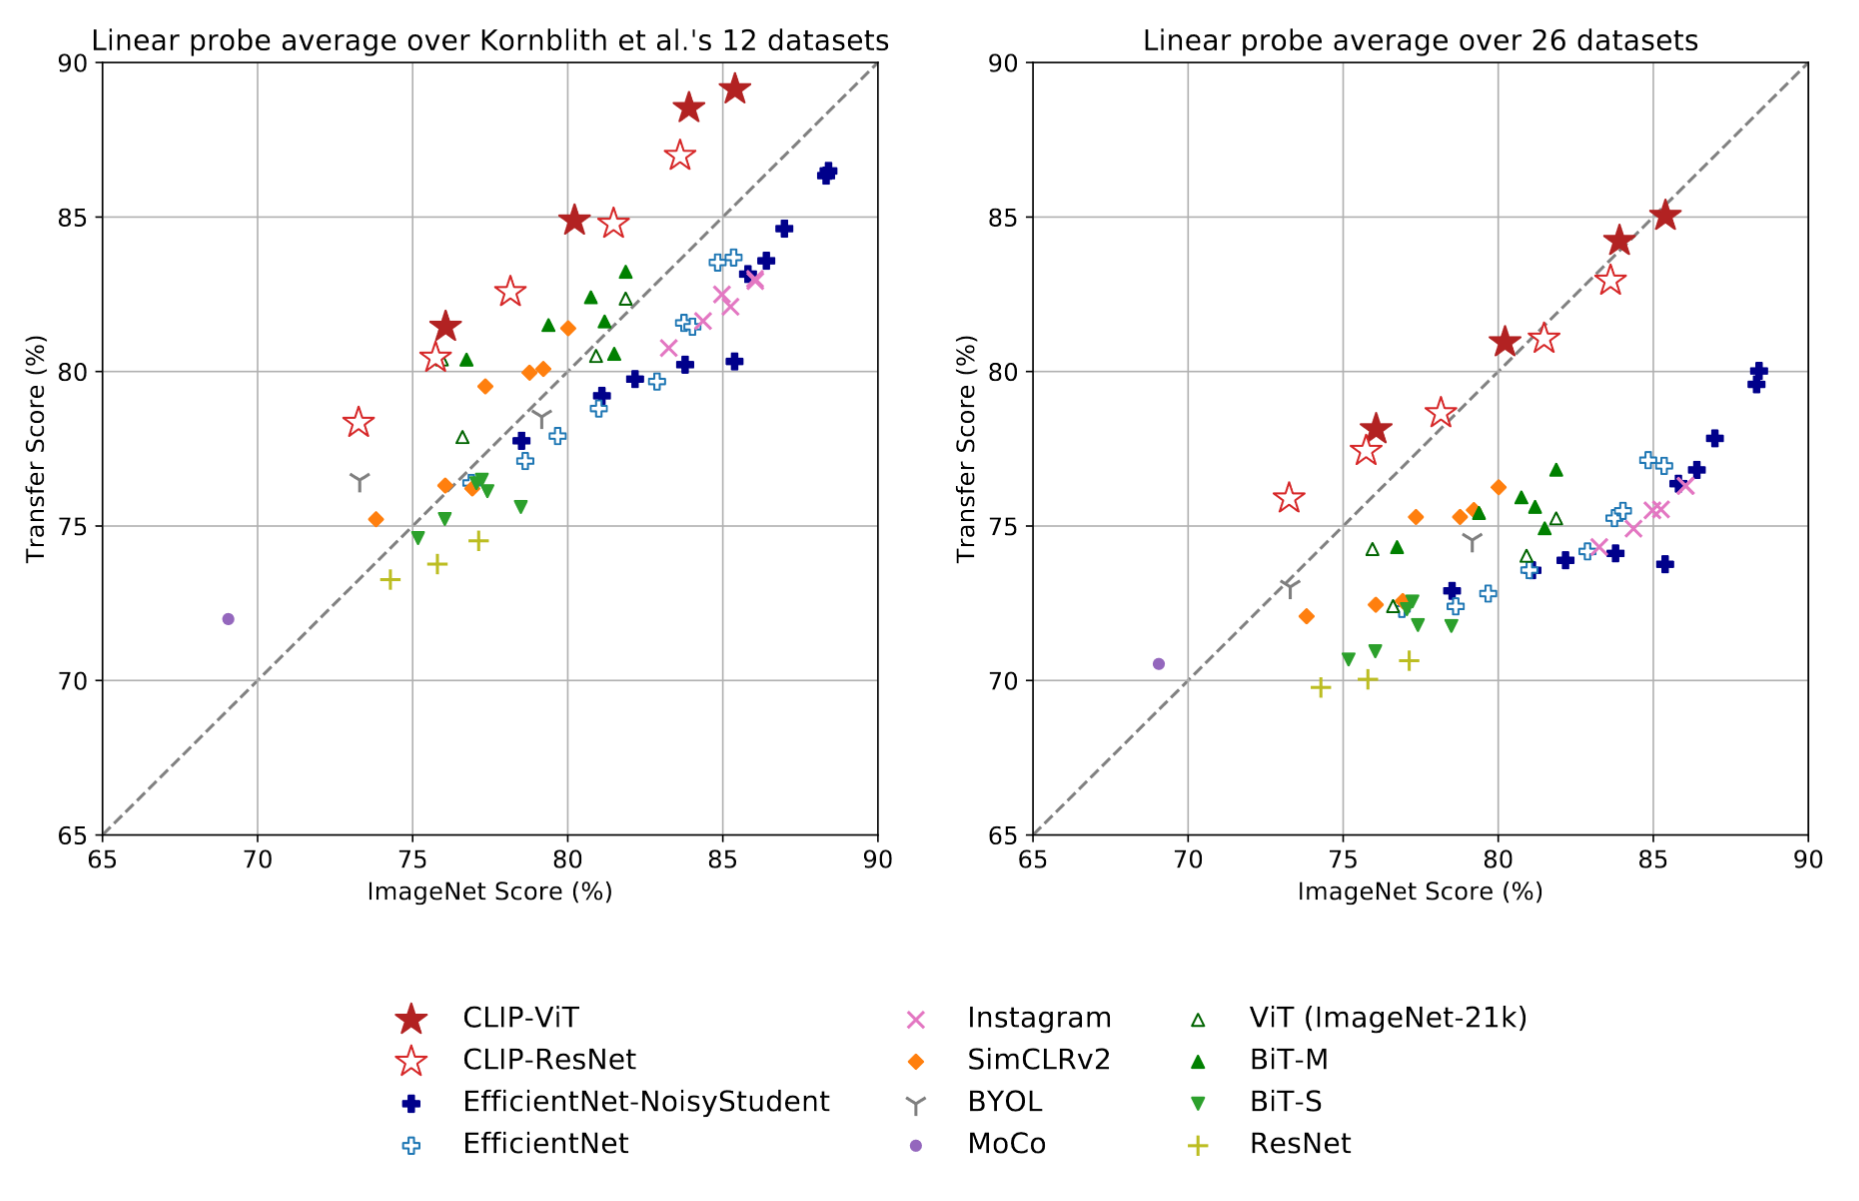 Linear probe average over Kornblith et al.'s 12 datasets
90
85
80
75
70
65
Transfer Score (%)
65 70 75 80 85 90
ImageNet Score (%)
Linear probe average over 26 datasets
90
85
80
75
70
65
Transfer Score (%)
65 70 75 80 85 90
ImageNet Score (%)
CLIP-ViT
CLIP-ResNet
EfficientNet-NoisyStudent
EfficientNet
Instagram
SimCLRv2
BYOL
MoCo
ViT (ImageNet-21k)
BiT-M
BiT-S
ResNet